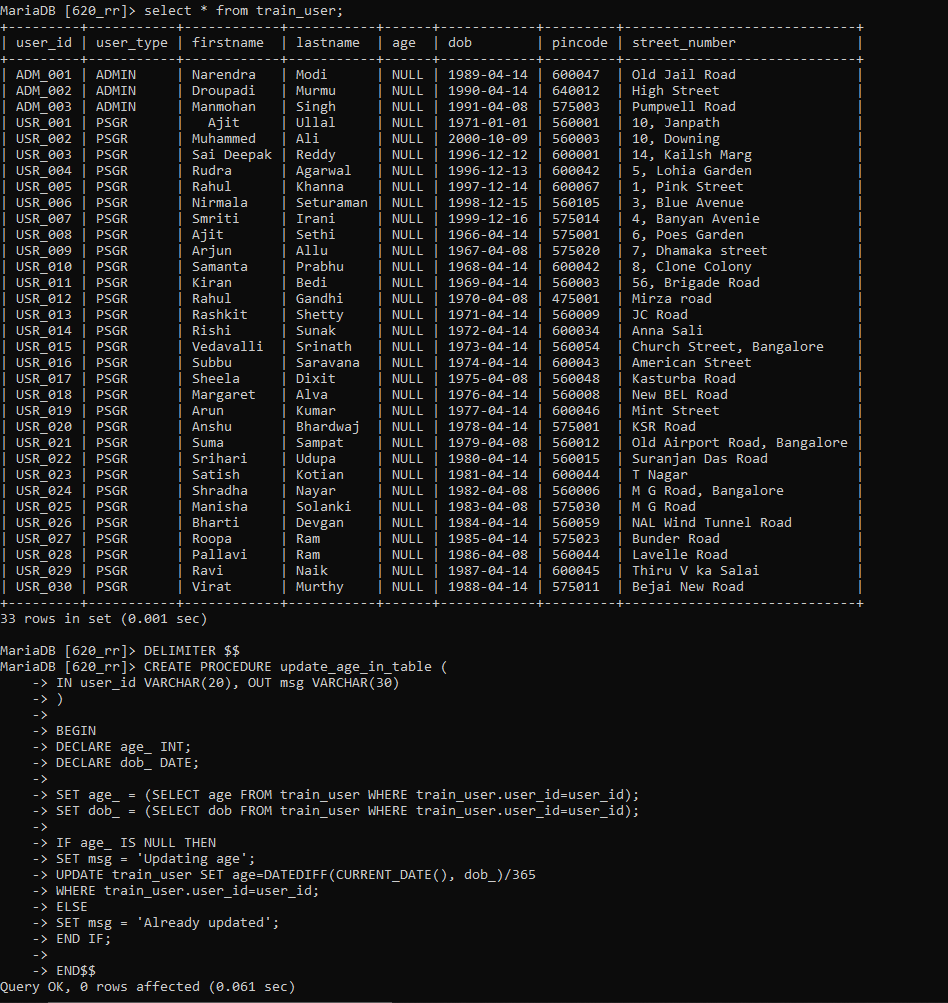 MariaDB [620_rr]> select * from train_user;
+---------+-----------+------------+-----------+------+------------+---------+-----------------------------+
| user_id | user_type | firstname | lastname | age | dob | pincode | street_number |
+---------+-----------+------------+-----------+------+------------+---------+-----------------------------+
| ADM_001 | ADMIN | Narendra | Modi | NULL | 1989-04-14 | 600047 | Old Jail Road |
| ADM_002 | ADMIN | Droupadi | Murmu | NULL | 1990-04-14 | 640012 | High Street |
| ADM_003 | ADMIN | Manmohan | Singh | NULL | 1991-04-08 | 575003 | Pumpwell Road |
| USR_001 | PSGR | Ajit | Ullal | NULL | 1971-01-01 | 560001 | 10, Janpath |
| USR_002 | PSGR | Muhammed | Ali | NULL | 2000-10-09 | 560003 | 10, Downing |
| USR_003 | PSGR | Sai Deepak | Reddy | NULL | 1996-12-12 | 600001 | 14, Kailsh Marg |
| USR_004 | PSGR | Rudra | Agarwal | NULL | 1996-12-13 | 600042 | 5, Lohia Garden |
| USR_005 | PSGR | Rahul | Khanna | NULL | 1997-12-14 | 600067 | 1, Pink Street |
| USR_006 | PSGR | Nirmala | Seturaman | NULL | 1998-12-15 | 560105 | 3, Blue Avenue |
| USR_007 | PSGR | Smriti | Irani | NULL | 1999-12-16 | 575014 | 4, Banyan Avenie |
| USR_008 | PSGR | Ajit | Sethi | NULL | 1966-04-14 | 575001 | 6, Poes Garden |
| USR_009 | PSGR | Arjun | Allu | NULL | 1967-04-08 | 575020 | 7, Dhamaka street |
| USR_010 | PSGR | Samanta | Prabhu | NULL | 1968-04-14 | 600042 | 8, Clone Colony |
| USR_011 | PSGR | Kiran | Bedi | NULL | 1969-04-14 | 560003 | 56, Brigade Road |
| USR_012 | PSGR | Rahul | Gandhi | NULL | 1970-04-08 | 475001 | Mirza road |
| USR_013 | PSGR | Rashkit | Shetty | NULL | 1971-04-14 | 560009 | JC Road |
| USR_014 | PSGR | Rishi | Sunak | NULL | 1972-04-14 | 600034 | Anna Sali |
| USR_015 | PSGR | Vedavalli | Srinath | NULL | 1973-04-14 | 560054 | Church Street, Bangalore |
| USR_016 | PSGR | Subbu | Saravana | NULL | 1974-04-14 | 600043 | American Street |
| USR_017 | PSGR | Sheela | Dixit | NULL | 1975-04-08 | 560048 | Kasturba Road |
| USR_018 | PSGR | Margaret | Alva | NULL | 1976-04-14 | 560008 | New BEL Road |
| USR_019 | PSGR | Arun | Kumar | NULL | 1977-04-14 | 600046 | Mint Street |
| USR_020 | PSGR | Anshu | Bhardwaj | NULL | 1978-04-14 | 575001 | KSR Road |
| USR_021 | PSGR | Suma | Sampat | NULL | 1979-04-08 | 560012 | Old Airport Road, Bangalore |
| USR_022 | PSGR | Srihari | Udupa | NULL | 1980-04-14 | 560015 | Suranjan Das Road |
| USR_023 | PSGR | Satish | Kotian | NULL | 1981-04-14 | 600044 | T Nagar |
| USR_024 | PSGR | Shradha | Nayar | NULL | 1982-04-08 | 560006 | M G Road, Bangalore |
| USR_025 | PSGR | Manisha | Solanki | NULL | 1983-04-08 | 575030 | M G Road |
| USR_026 | PSGR | Bharti | Devgan | NULL | 1984-04-14 | 560059 | NAL Wind Tunnel Road |
| USR_027 | PSGR | Roopa | Ram | NULL | 1985-04-14 | 575023 | Bunder Road |
| USR_028 | PSGR | Pallavi | Ram | NULL | 1986-04-08 | 560044 | Lavelle Road |
| USR_029 | PSGR | Ravi | Naik | NULL | 1987-04-14 | 600045 | Thiru V ka Salai |
| USR_030 | PSGR | Virat | Murthy | NULL | 1988-04-14 | 575011 | Bejai New Road |
+---------+-----------+------------+-----------+------+------------+---------+-----------------------------+
33 rows in set (0.001 sec)
MariaDB [620_rr]> DELIMITER $$
MariaDB [620_rr]> CREATE PROCEDURE update_age_in_table (
-> IN user_id VARCHAR(20), OUT msg VARCHAR(30)
-> )
->
-> BEGIN
-> DECLARE age_ INT;
-> DECLARE dob_ DATE;
->
-> SET age_ = (SELECT age FROM train_user WHERE train_user.user_id=user_id);
-> SET dob_ = (SELECT dob FROM train_user WHERE train_user.user_id=user_id);
->
-> IF age_ IS NULL THEN
-> SET msg = 'Updating age';
-> UPDATE train_user SET age=DATEDIFF(CURRENT_DATE(), dob_)/365
-> WHERE train_user.user_id=user_id;
-> ELSE
-> SET msg = 'Already updated';
-> END IF;
->
-> END$$
Query OK, 0 rows affected (0.061 sec)